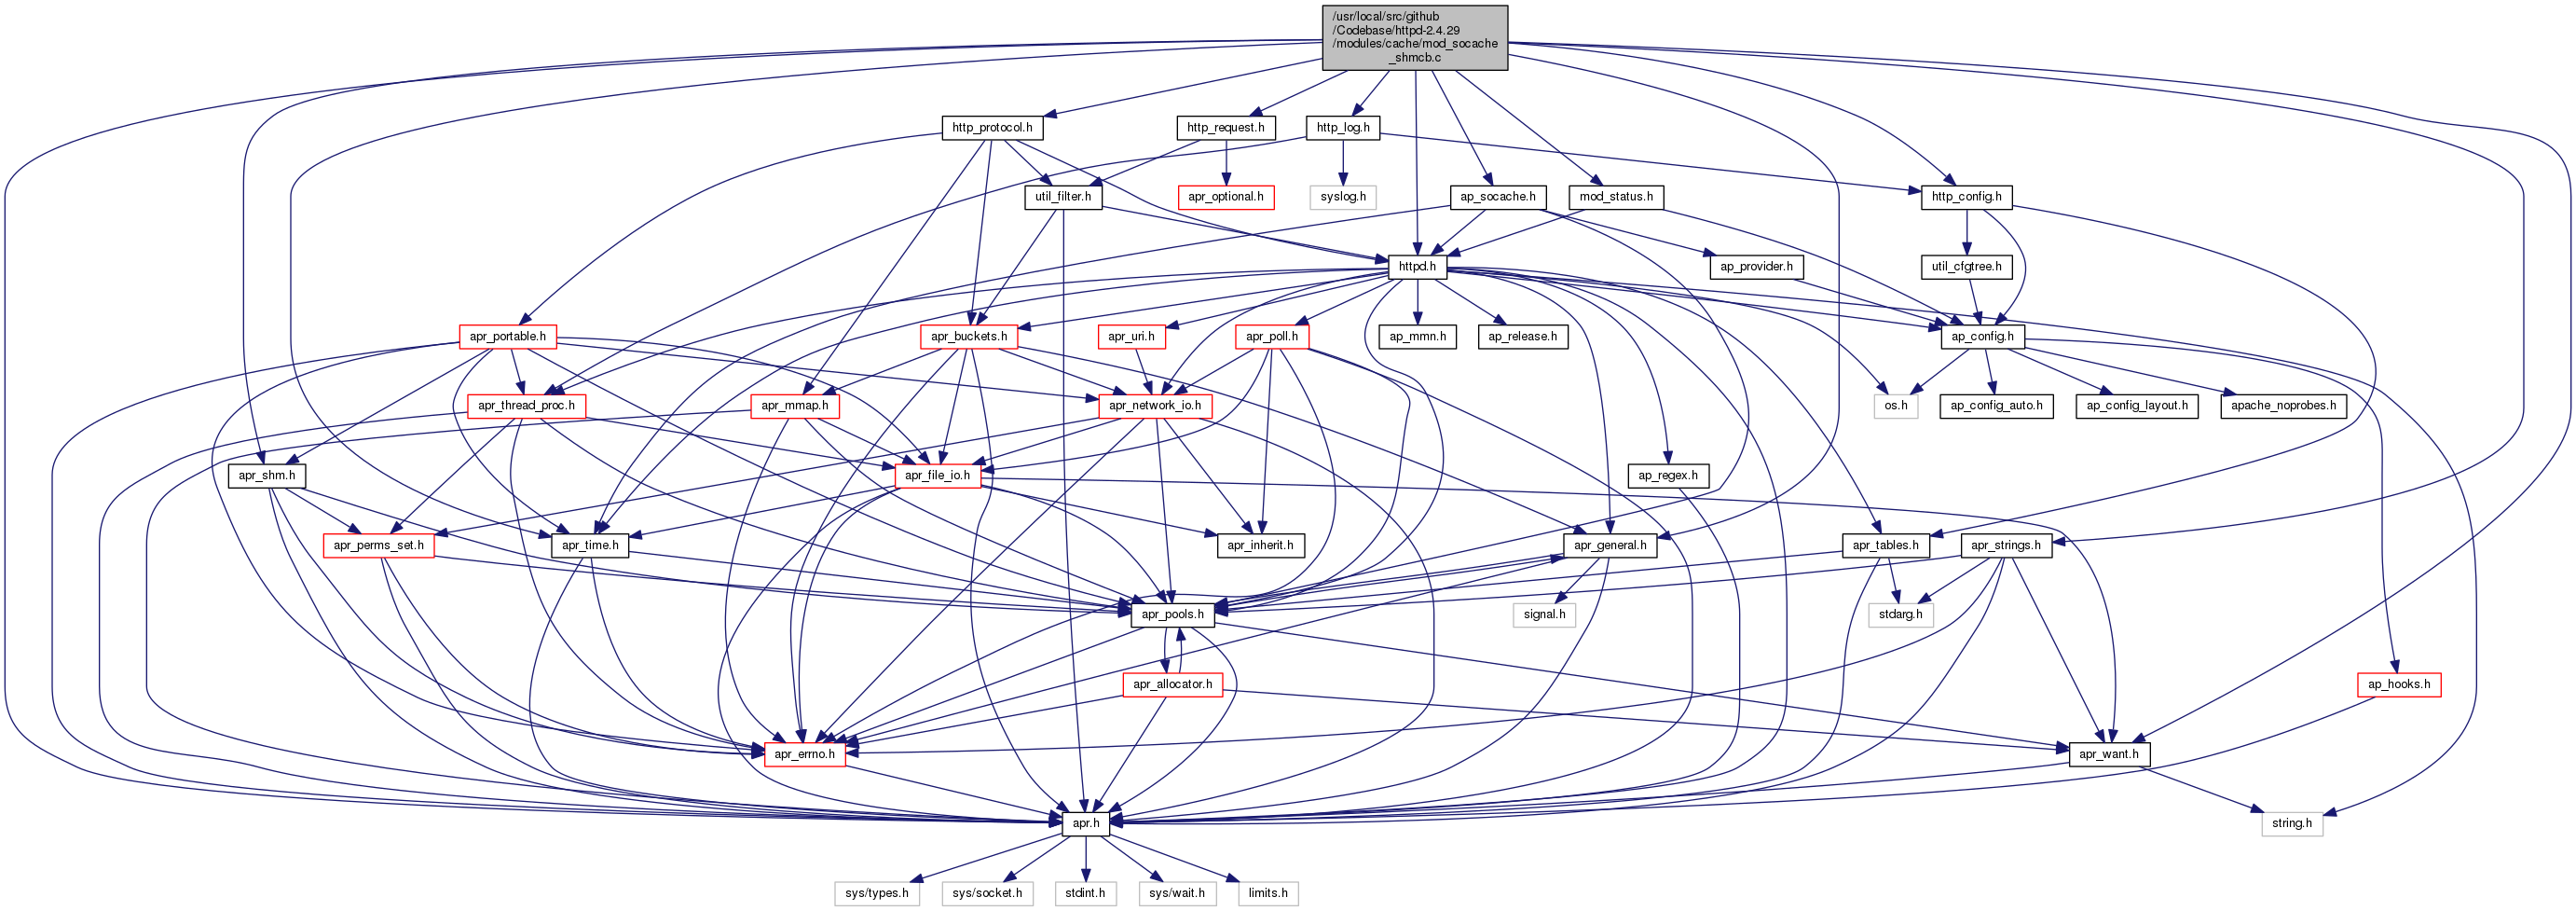 /usr/local/src/github
/Codebase/httpd-2.4.29
/modules/cache/mod_socache
_shmcb.c
http_protocol.h
http_request.h
http_log.h
util_filter.h
apr_optional.h
syslog.h
ap_socache.h
mod_status.h
http_config.h
httpd.h
ap_provider.h
util_cfgtree.h
apr_portable.h
apr_buckets.h
apr_uri.h
apr_poll.h
ap_mmn.h
ap_release.h
ap_config.h
apr_thread_proc.h
apr_mmap.h
apr_network_io.h
os.h
ap_config_auto.h
ap_config_layout.h
apache_noprobes.h
apr_shm.h
apr_file_io.h
ap_regex.h
apr_perms_set.h
apr_time.h
apr_inherit.h
apr_general.h
apr_tables.h
apr_strings.h
apr_pools.h
signal.h
stdarg.h
apr_allocator.h
ap_hooks.h
apr_errno.h
apr_want.h
apr.h
string.h
sys/types.h
sys/socket.h
stdint.h
sys/wait.h
limits.h